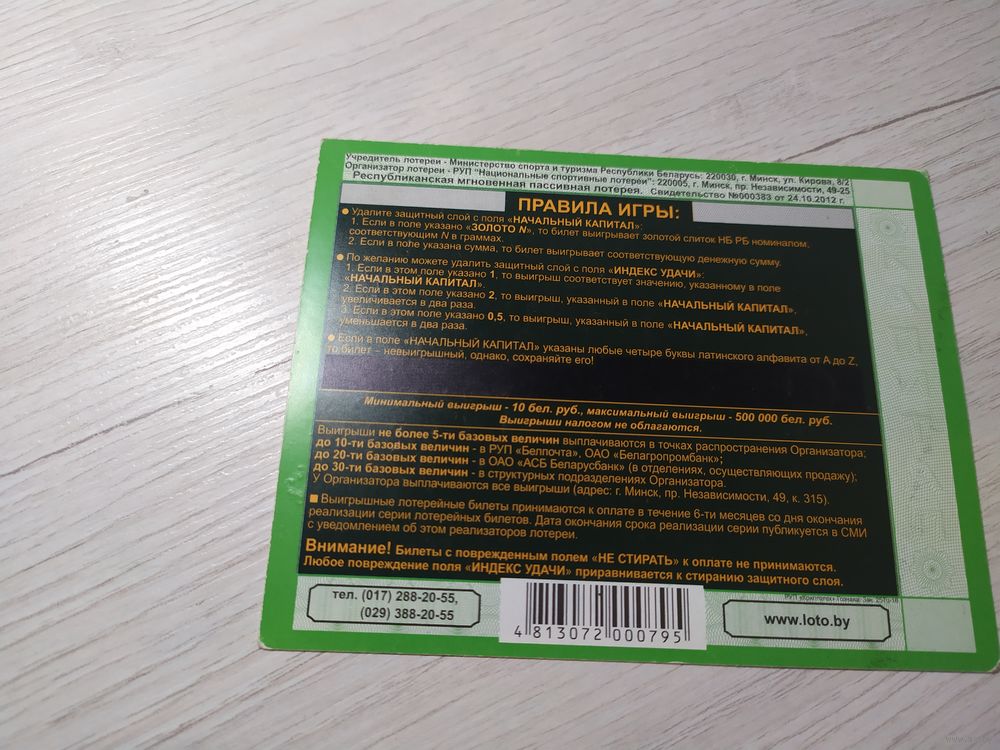 Учредитель лотереи - Министерство спорта и туризма Республики Беларусь: 220030, г. Минск, ул. Кирова, 8/2
Организатор лотереи - РУП "Национальные спортивные лотереи": 220005, г. Минск, пр. Независимости, 49-25
Республиканская мгновенная пассивная лотерея. Свидетельство №000383 от 24.10.2012 г.
ПРАВИЛА ИГРЫ:
● Удалите защитный слой с поля «НАЧАЛЬНЫЙ КАПИТАЛ»:
1. Если в поле указано «ЗОЛОТО N», то билет выигрывает золотой слиток НБ РБ номиналом,
соответствующим N в граммах.
2. Если в поле указана сумма, то билет выигрывает соответствующую денежную сумму.
● По желанию можете удалить защитный слой с поля «ИНДЕКС УДАЧИ»:
1. Если в этом поле указано 1, то выигрыш соответствует значению, указанному в поле
«НАЧАЛЬНЫЙ КАПИТАЛ».
2. Если в этом поле указано 2, то выигрыш, указанный в поле «НАЧАЛЬНЫЙ КАПИТАЛ»,
увеличивается в два раза.
3. Если в этом поле указано 0,5, то выигрыш, указанный в поле «НАЧАЛЬНЫЙ КАПИТАЛ»,
уменьшается в два раза.
● Если в поле «НАЧАЛЬНЫЙ КАПИТАЛ» указаны любые четыре буквы латинского алфавита от A до Z,
то билет – невыигрышный, однако, сохраняйте его!
Минимальный выигрыш - 10 бел. руб., максимальный выигрыш - 500 000 бел. руб.
Выигрыши налогом не облагаются.
Выигрыши не более 5-ти базовых величин выплачиваются в точках распространения Организатора;
до 10-ти базовых величин - в РУП «Белпочта», ОАО «Белагропромбанк»;
до 20-ти базовых величин - в ОАО «АСБ Беларусбанк» (в отделениях, осуществляющих продажу);
до 30-ти базовых величин - в структурных подразделениях Организатора.
У Организатора выплачиваются все выигрыши (адрес: г. Минск, пр. Независимости, 49, к. 315).
■ Выигрышные лотерейные билеты принимаются к оплате в течение 6-ти месяцев со дня окончания
реализации серии лотерейных билетов. Дата окончания срока реализации серии публикуется в СМИ
с уведомлением об этом реализаторов лотереи.
Внимание! Билеты с поврежденным полем «НЕ СТИРАТЬ» к оплате не принимаются.
Любое повреждение поля «ИНДЕКС УДАЧИ» приравнивается к стиранию защитного слоя.
тел. (017) 288-20-55,
(029) 388-20-55
4 813072 000795
www.loto.by